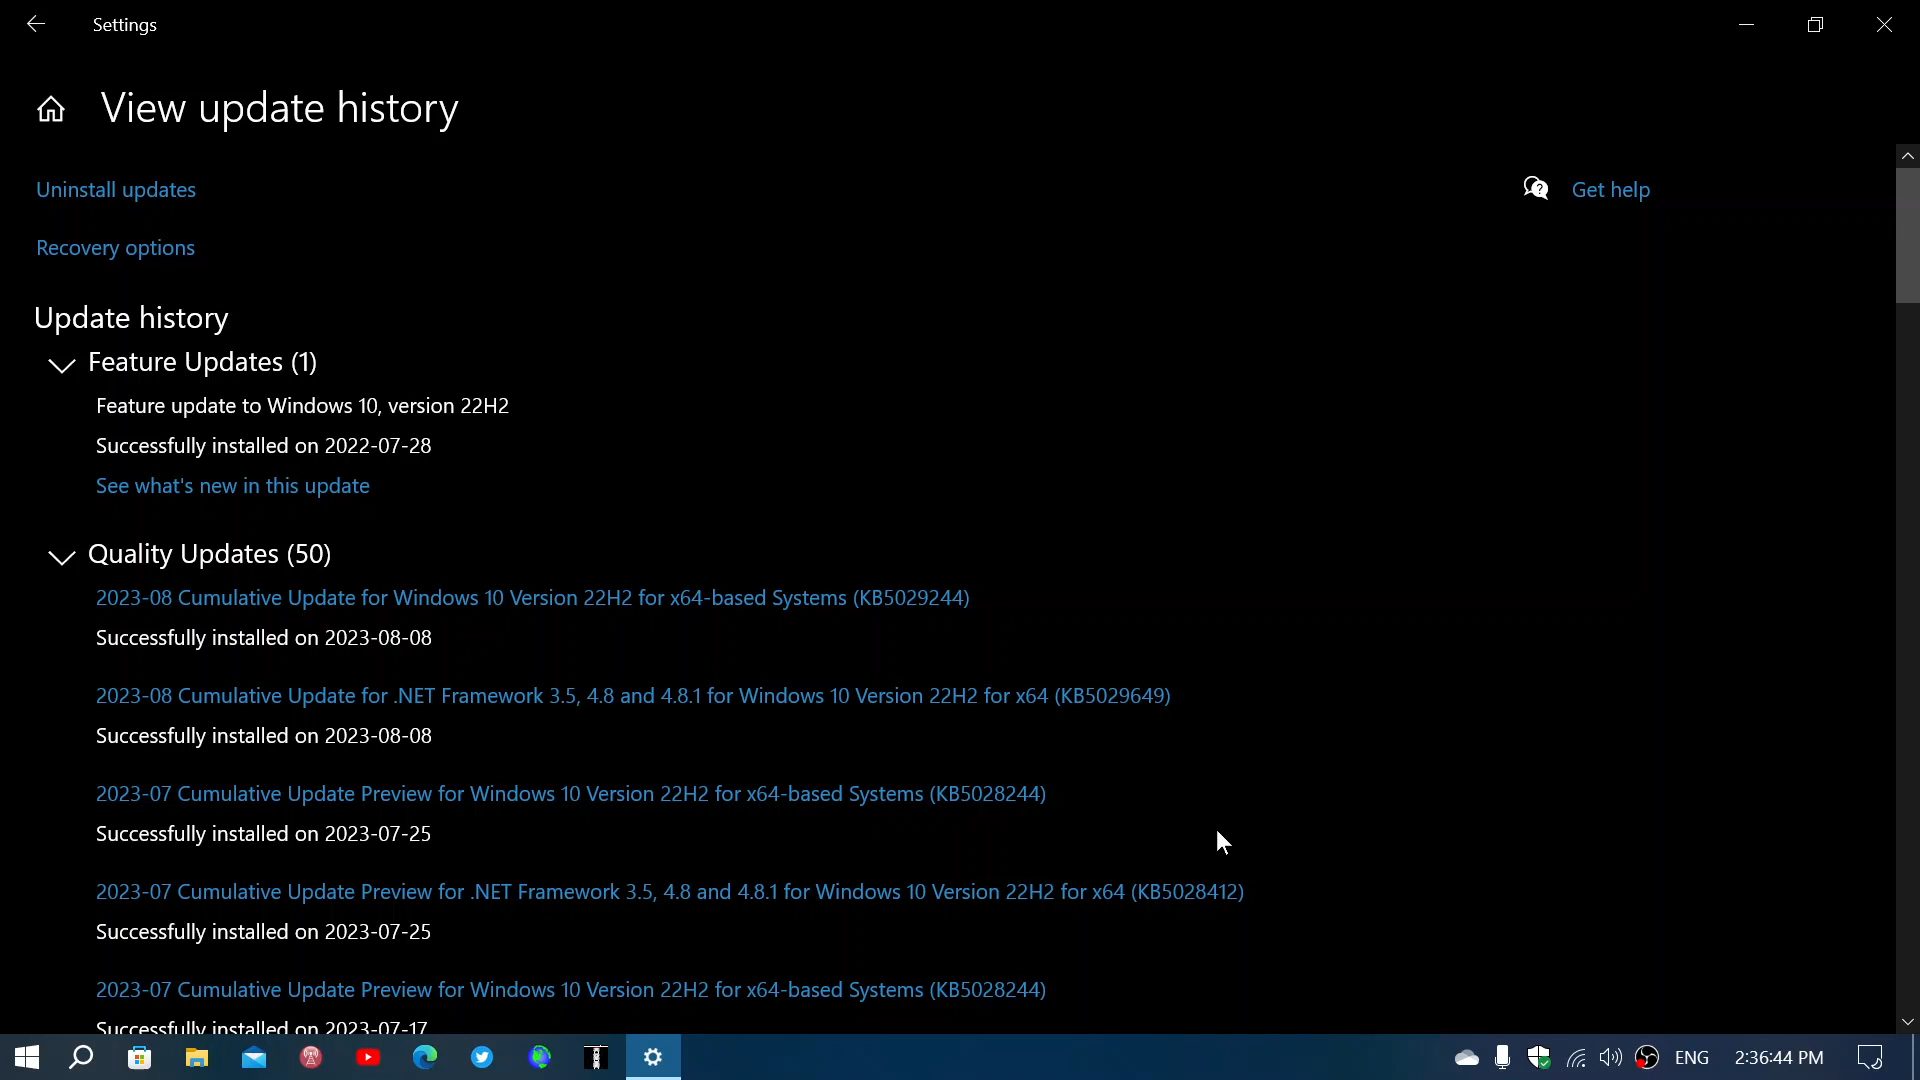 Settings
View update history
Uninstall updates
Get help
Recovery options
Update history
Feature Updates (1)
Feature update to Windows 10, version 22H2
Successfully installed on 2022-07-28
See what's new in this update
Quality Updates (50)
2023-08 Cumulative Update for Windows 10 Version 22H2 for x64-based Systems (KB5029244)
Successfully installed on 2023-08-08
2023-08 Cumulative Update for .NET Framework 3.5, 4.8 and 4.8.1 for Windows 10 Version 22H2 for x64 (KB5029649)
Successfully installed on 2023-08-08
2023-07 Cumulative Update Preview for Windows 10 Version 22H2 for x64-based Systems (KB5028244)
Successfully installed on 2023-07-25
2023-07 Cumulative Update Preview for .NET Framework 3.5, 4.8 and 4.8.1 for Windows 10 Version 22H2 for x64 (KB5028412)
Successfully installed on 2023-07-25
2023-07 Cumulative Update Preview for Windows 10 Version 22H2 for x64-based Systems (KB5028244)
Successfully installed on 2023-07-17
ENG
2:36:44 PM